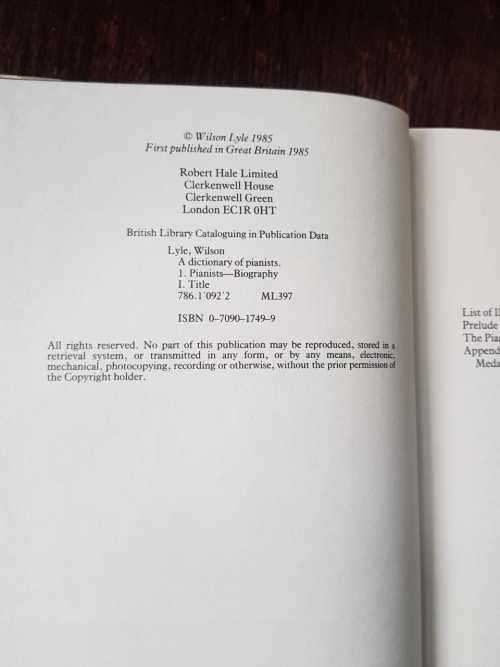 © Wilson Lyle 1985
First published in Great Britain 1985
Robert Hale Limited
Clerkenwell House
Clerkenwell Green
London EC1R 0HT
British Library Cataloguing in Publication Data
Lyle, Wilson
A dictionary of pianists.
1. Pianists—Biography
I. Title
786.1'092'2 ML397
ISBN 0–7090–1749–9
All rights reserved. No part of this publication may be reproduced, stored in a
retrieval system, or transmitted in any form, or by any means, electronic,
mechanical, photocopying, recording or otherwise, without the prior permission of
the Copyright holder.
List of
Prelude
The